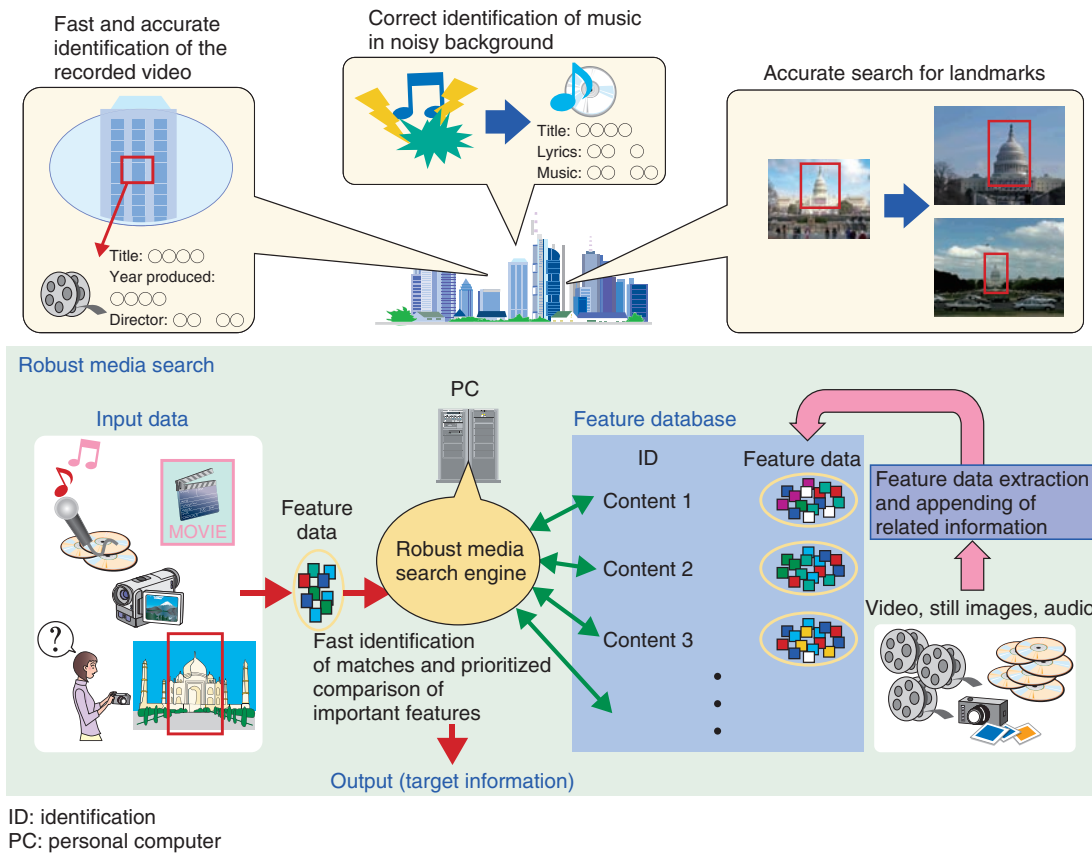 Fast and accurate
identification of the
recorded video
Title: ○○○○
Year produced:
○○○○
Director: ○○ ○○
Correct identification of music
in noisy background
Title: ○○○○
Lyrics: ○○ ○
Music: ○○ ○○
Accurate search for landmarks
Robust media search
Input data
MOVIE
?
Feature
data
PC
Robust media
search engine
Fast identification
of matches and prioritized
comparison of
important features
Output (target information)
Feature database
ID
Feature data
Content 1
Content 2
Content 3
Feature data extraction
and appending of
related information
Video, still images, audio
ID: identification
PC: personal computer